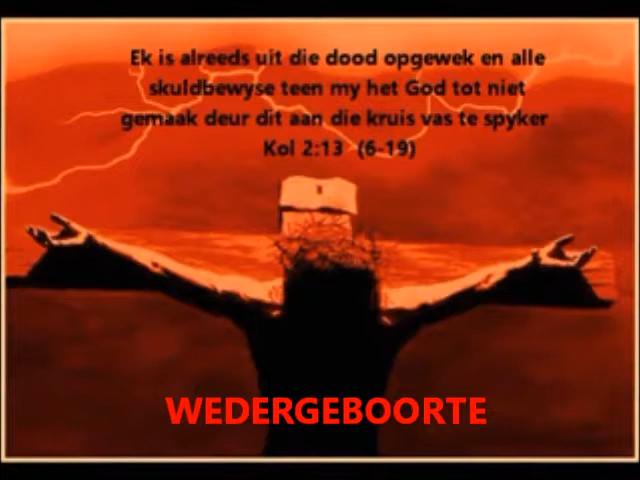 Ek is alreeds uit die dood opgewek en alle
skuldbewyse teen my het God tot niet
gemaak deur dit aan die kruis vas te spyker
Kol 2:13 (6-19)
WEDERGEBOORTE